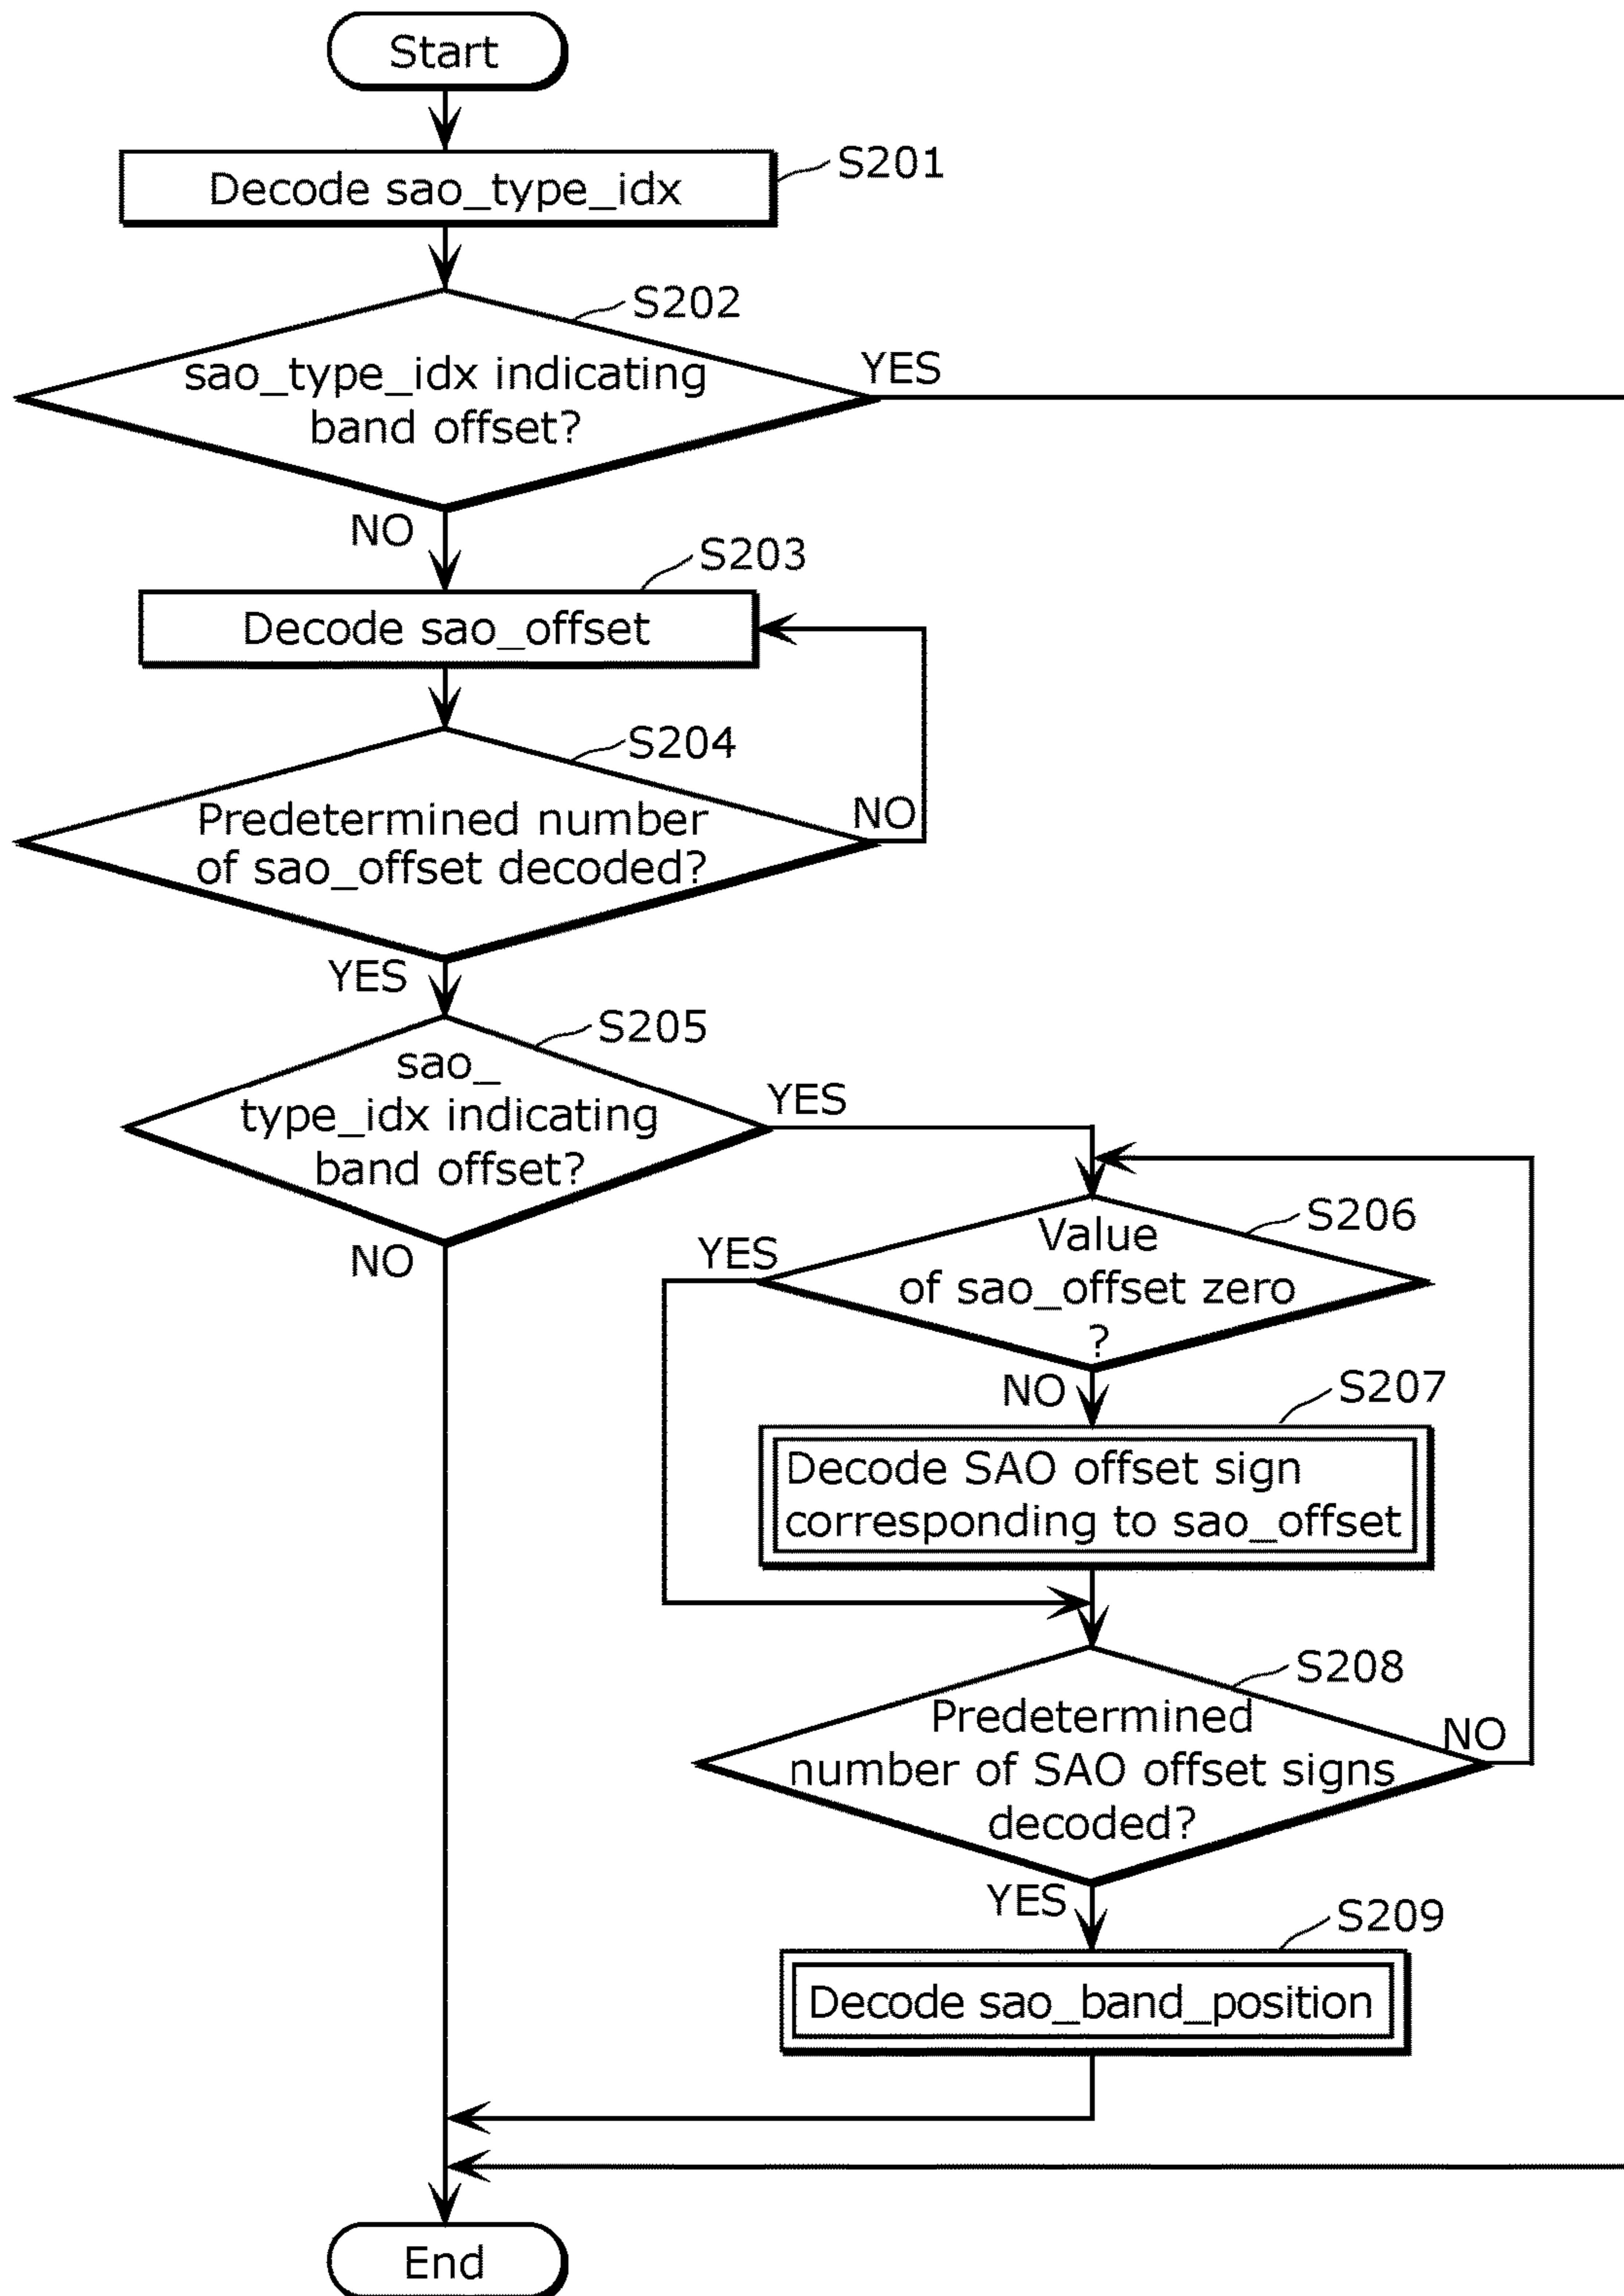 Start
Decode sao_type_idx
S201
S202
sao_type_idx indicating
band offset?
YES
NO
S203
Decode sao_offset
S204
Predetermined number
of sao_offset decoded?
NO
YES
S205
sao_
type_idx indicating
band offset?
YES
NO
S206
Value
of sao_offset zero
?
YES
NO
S207
Decode SAO offset sign
corresponding to sao_offset
S208
Predetermined
number of SAO offset signs
decoded?
NO
YES
S209
Decode sao_band_position
End